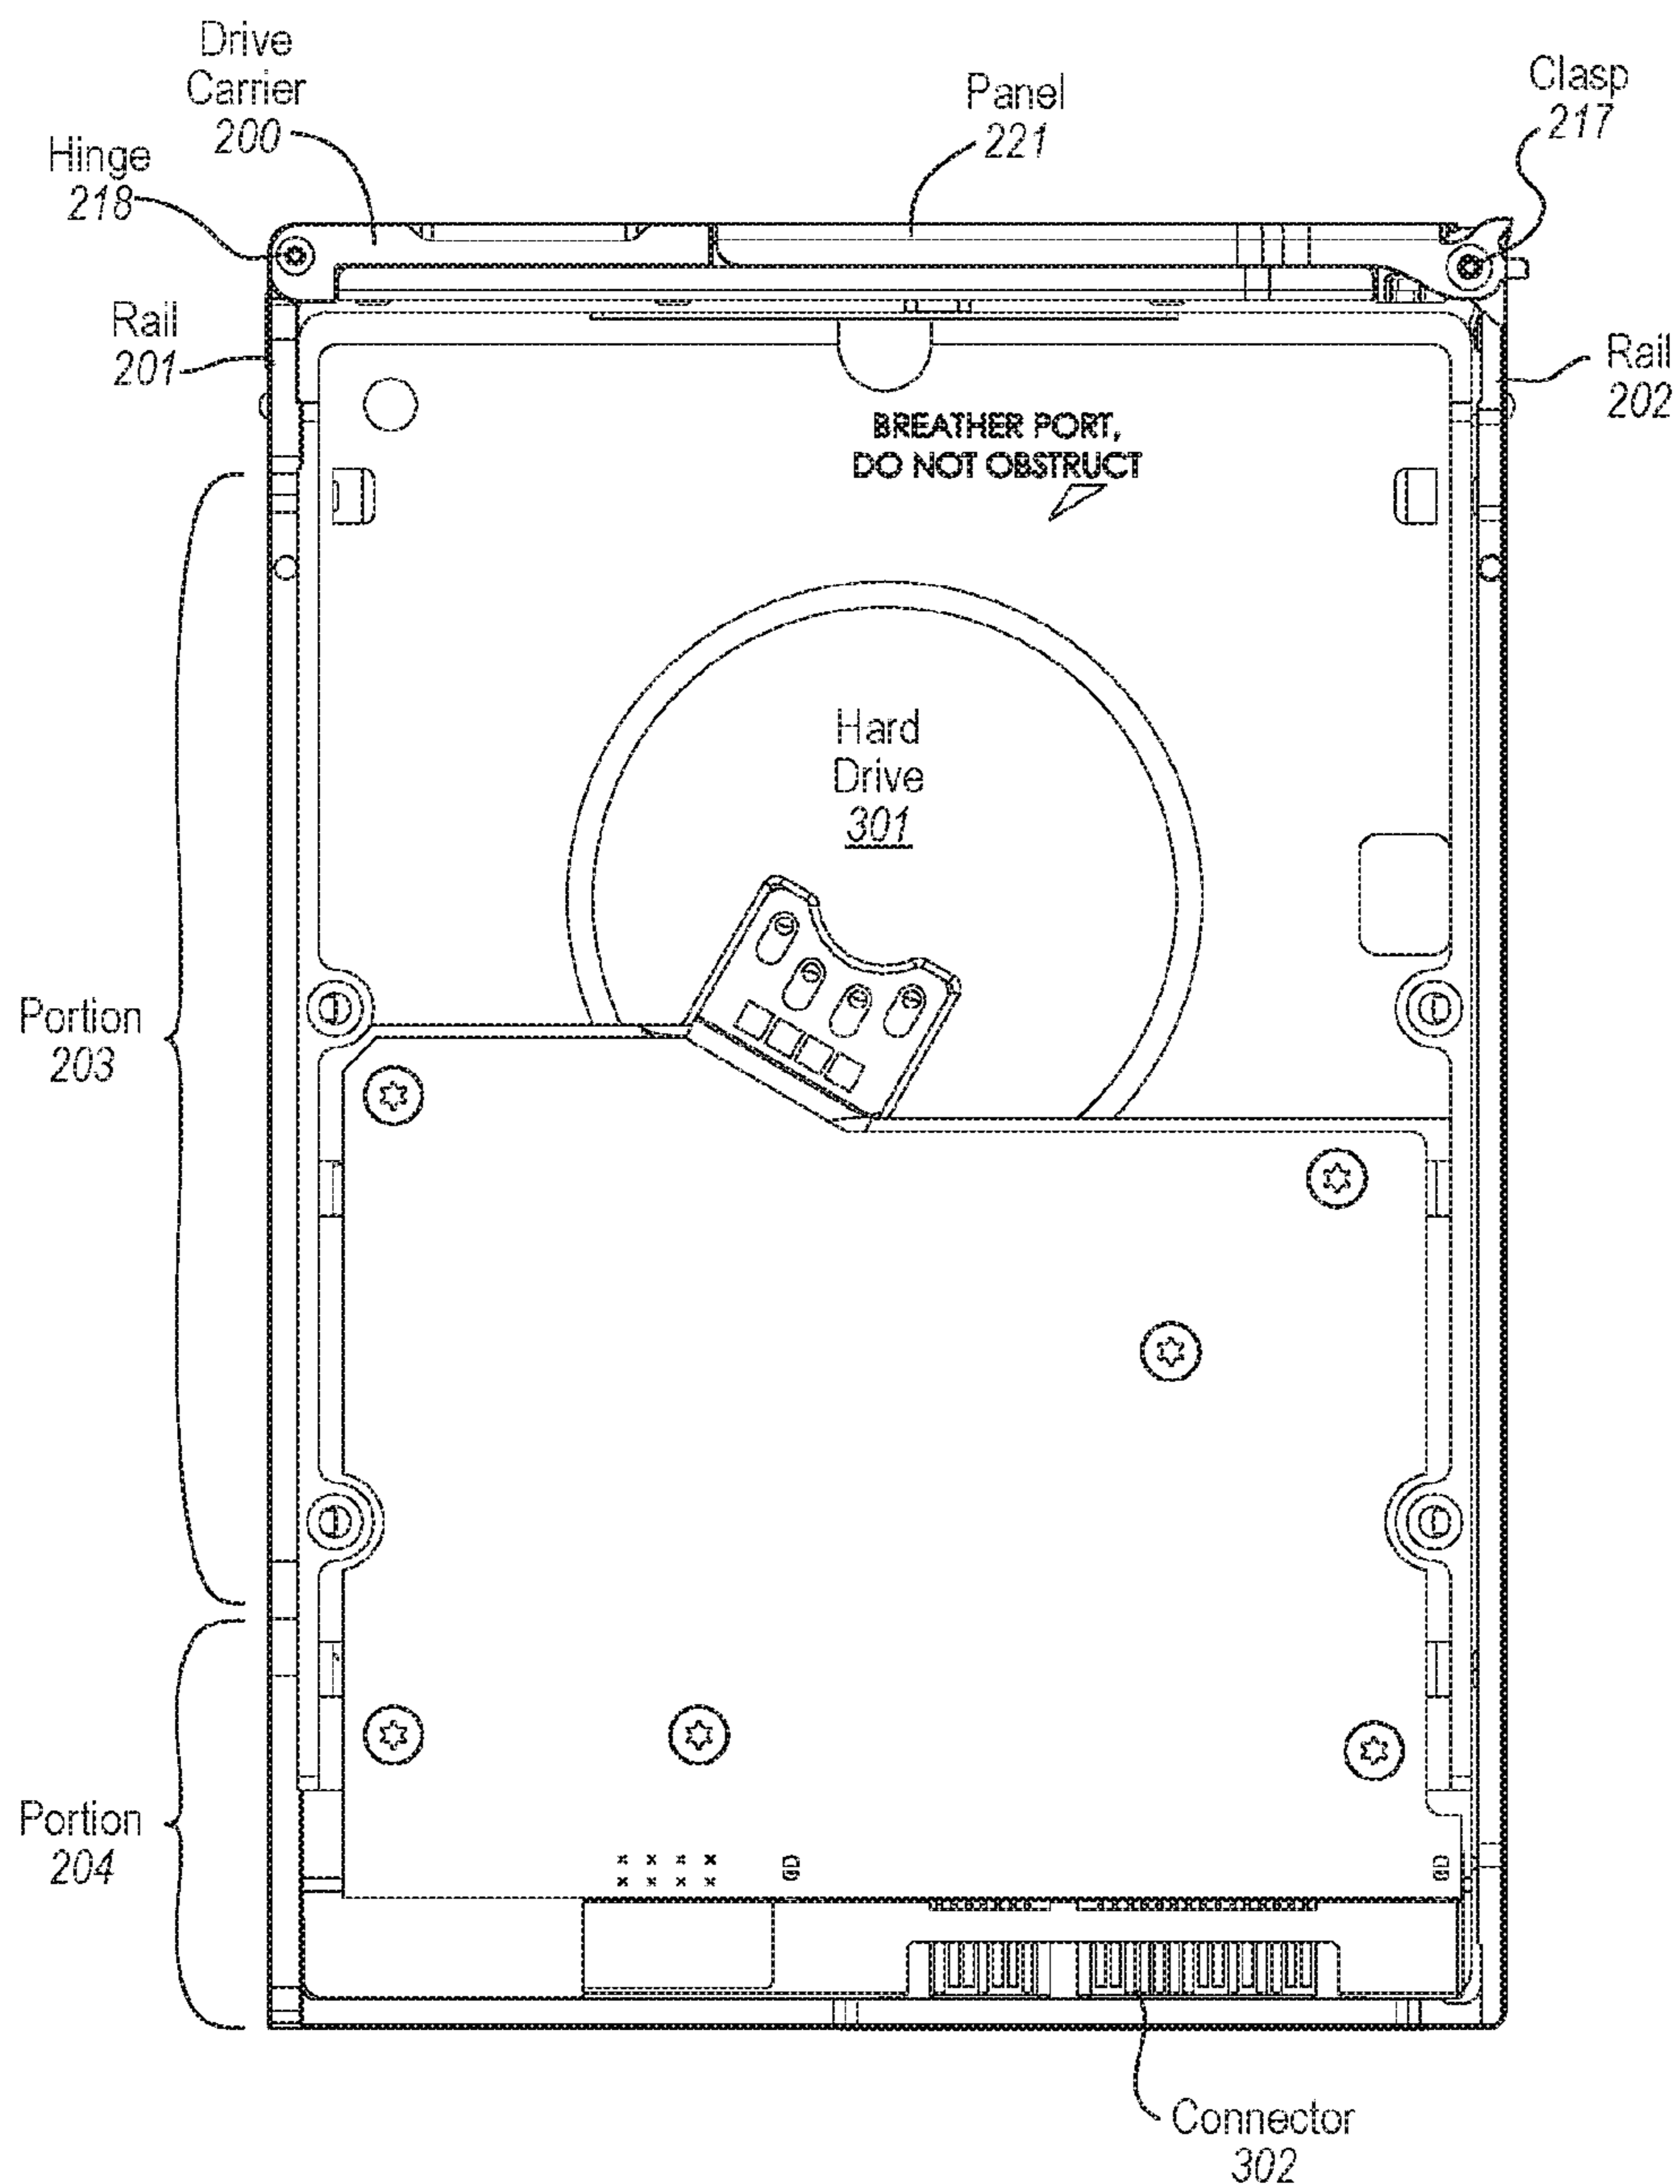 Drive
Carrier
200
Panel
221
Clasp
217
Hinge
218
Rail
201
Rail
202
BREATHER PORT,
DO NOT OBSTRUCT
Hard
Drive
301
Portion
203
Portion
204
Connector
302